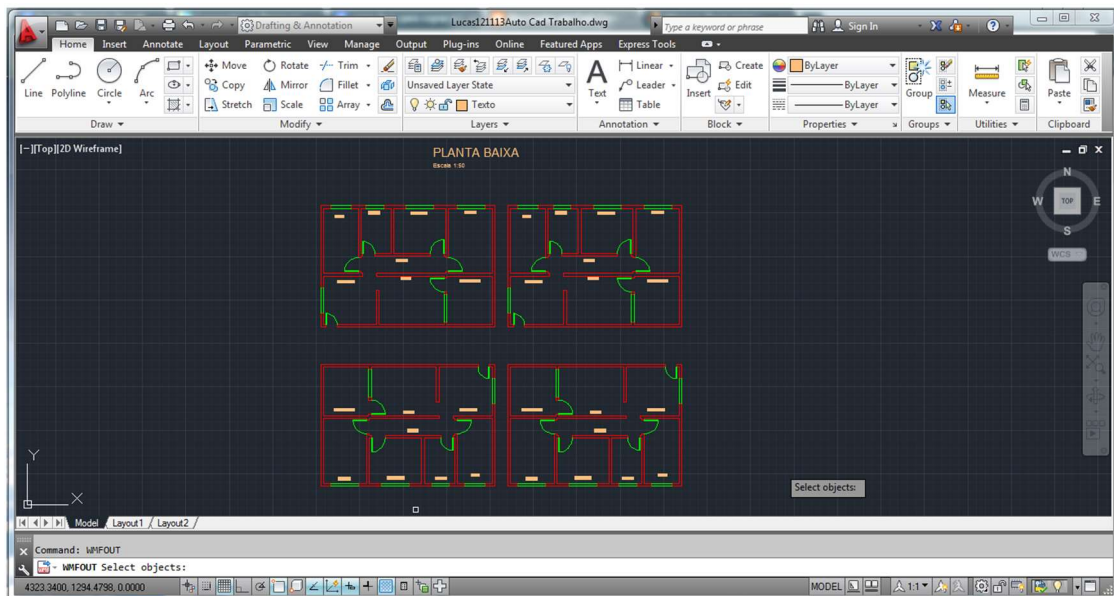 Drafting & Annotation
Lucas121113Auto Cad Trabalho.dwg
Type a keyword or phrase
Sign In
Home Insert Annotate Layout Parametric View Manage Output Plug-ins Online Featured Apps Express Tools
Line Polyline Circle Arc
Move Rotate Trim
Copy Mirror Fillet
Stretch Scale Array
Unsaved Layer State
Texto
Text
Linear
Leader
Table
Insert
Create
Edit
ByLayer
ByLayer
ByLayer
Group
Measure
Paste
Draw Modify Layers Annotation Block Properties Groups Utilities Clipboard
[−][Top][2D Wireframe]
PLANTA BAIXA
Escala 1:50
N
W TOP E
S
WCS
Y
X
Select objects:
Model Layout1 Layout2
Command: WMFOUT
WMFOUT Select objects:
4323.3400, 1294.4798, 0.0000
MODEL
1:1